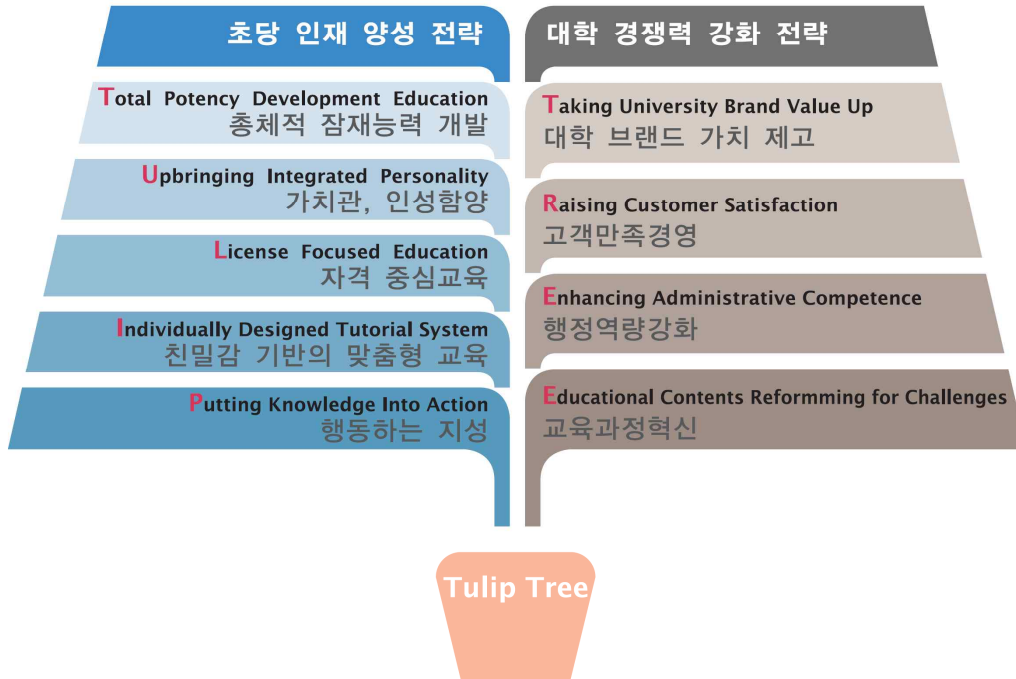 초당 인재 양성 전략
Total Potency Development Education
총체적 잠재능력 개발
Upbringing Integrated Personality
가치관, 인성함양
License Focused Education
자격 중심교육
Individually Designed Tutorial System
친밀감 기반의 맞춤형 교육
Putting Knowledge Into Action
행동하는 지성
대학 경쟁력 강화 전략
Taking University Brand Value Up
대학 브랜드 가치 제고
Raising Customer Satisfaction
고객만족경영
Enhancing Administrative Competence
행정역량강화
Educational Contents Reformming for Challenges
교육과정혁신
Tulip Tree